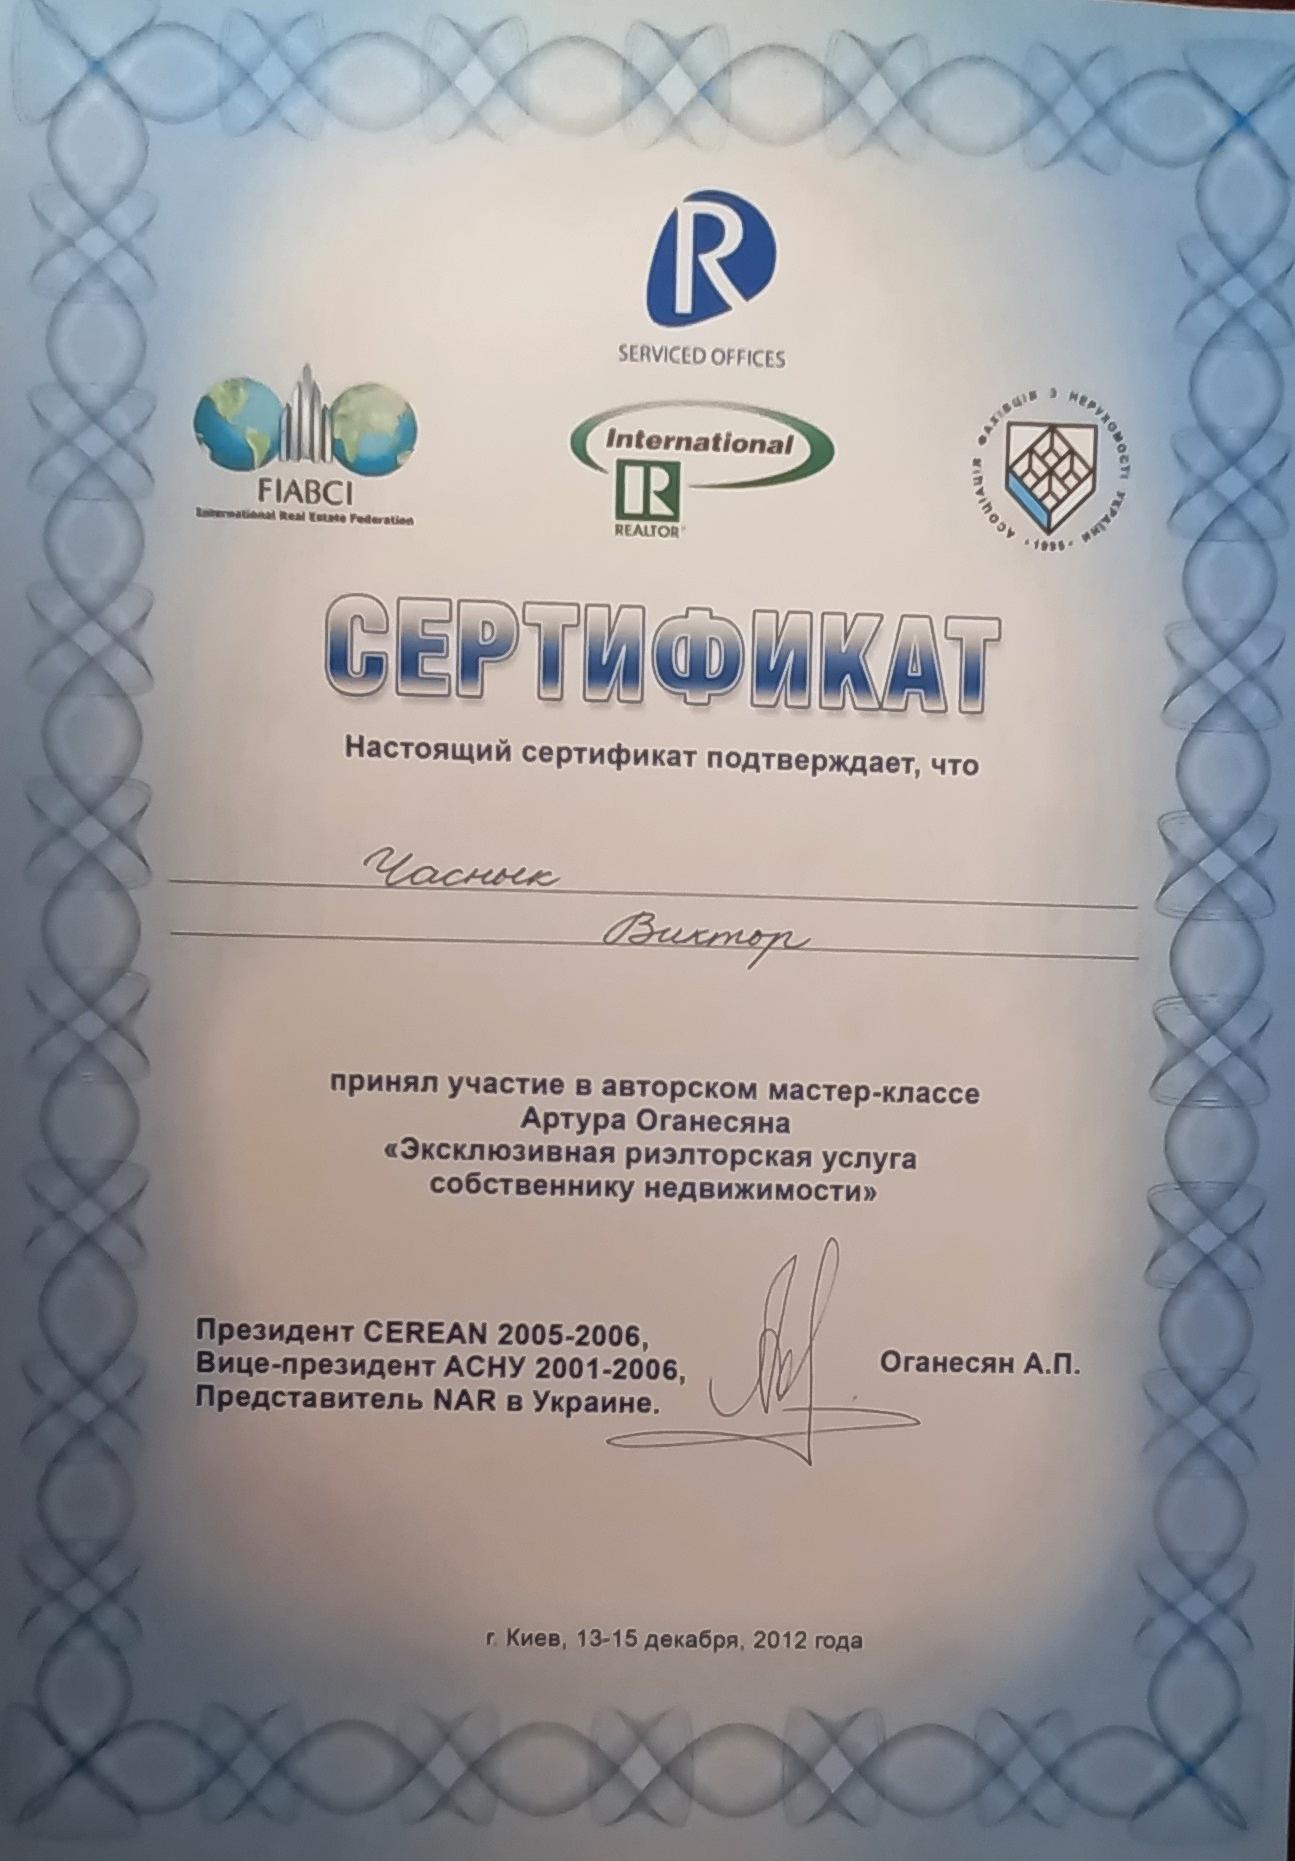 R
SERVICED OFFICES
FIABCI
International Real Estate Federation
International
R
REALTOR®
АСОЦІАЦІЯ ФАХІВЦІВ З НЕРУХОМОСТІ УКРАЇНИ • 1995 •
СЕРТИФИКАТ
Настоящий сертификат подтверждает, что
Часнык
Виктор
принял участие в авторском мастер-классе
Артура Оганесяна
«Эксклюзивная риэлторская услуга
собственнику недвижимости»
Президент CEREAN 2005-2006,
Вице-президент АСНУ 2001-2006,
Представитель NAR в Украине.
Оганесян А.П.
г. Киев, 13-15 декабря, 2012 года